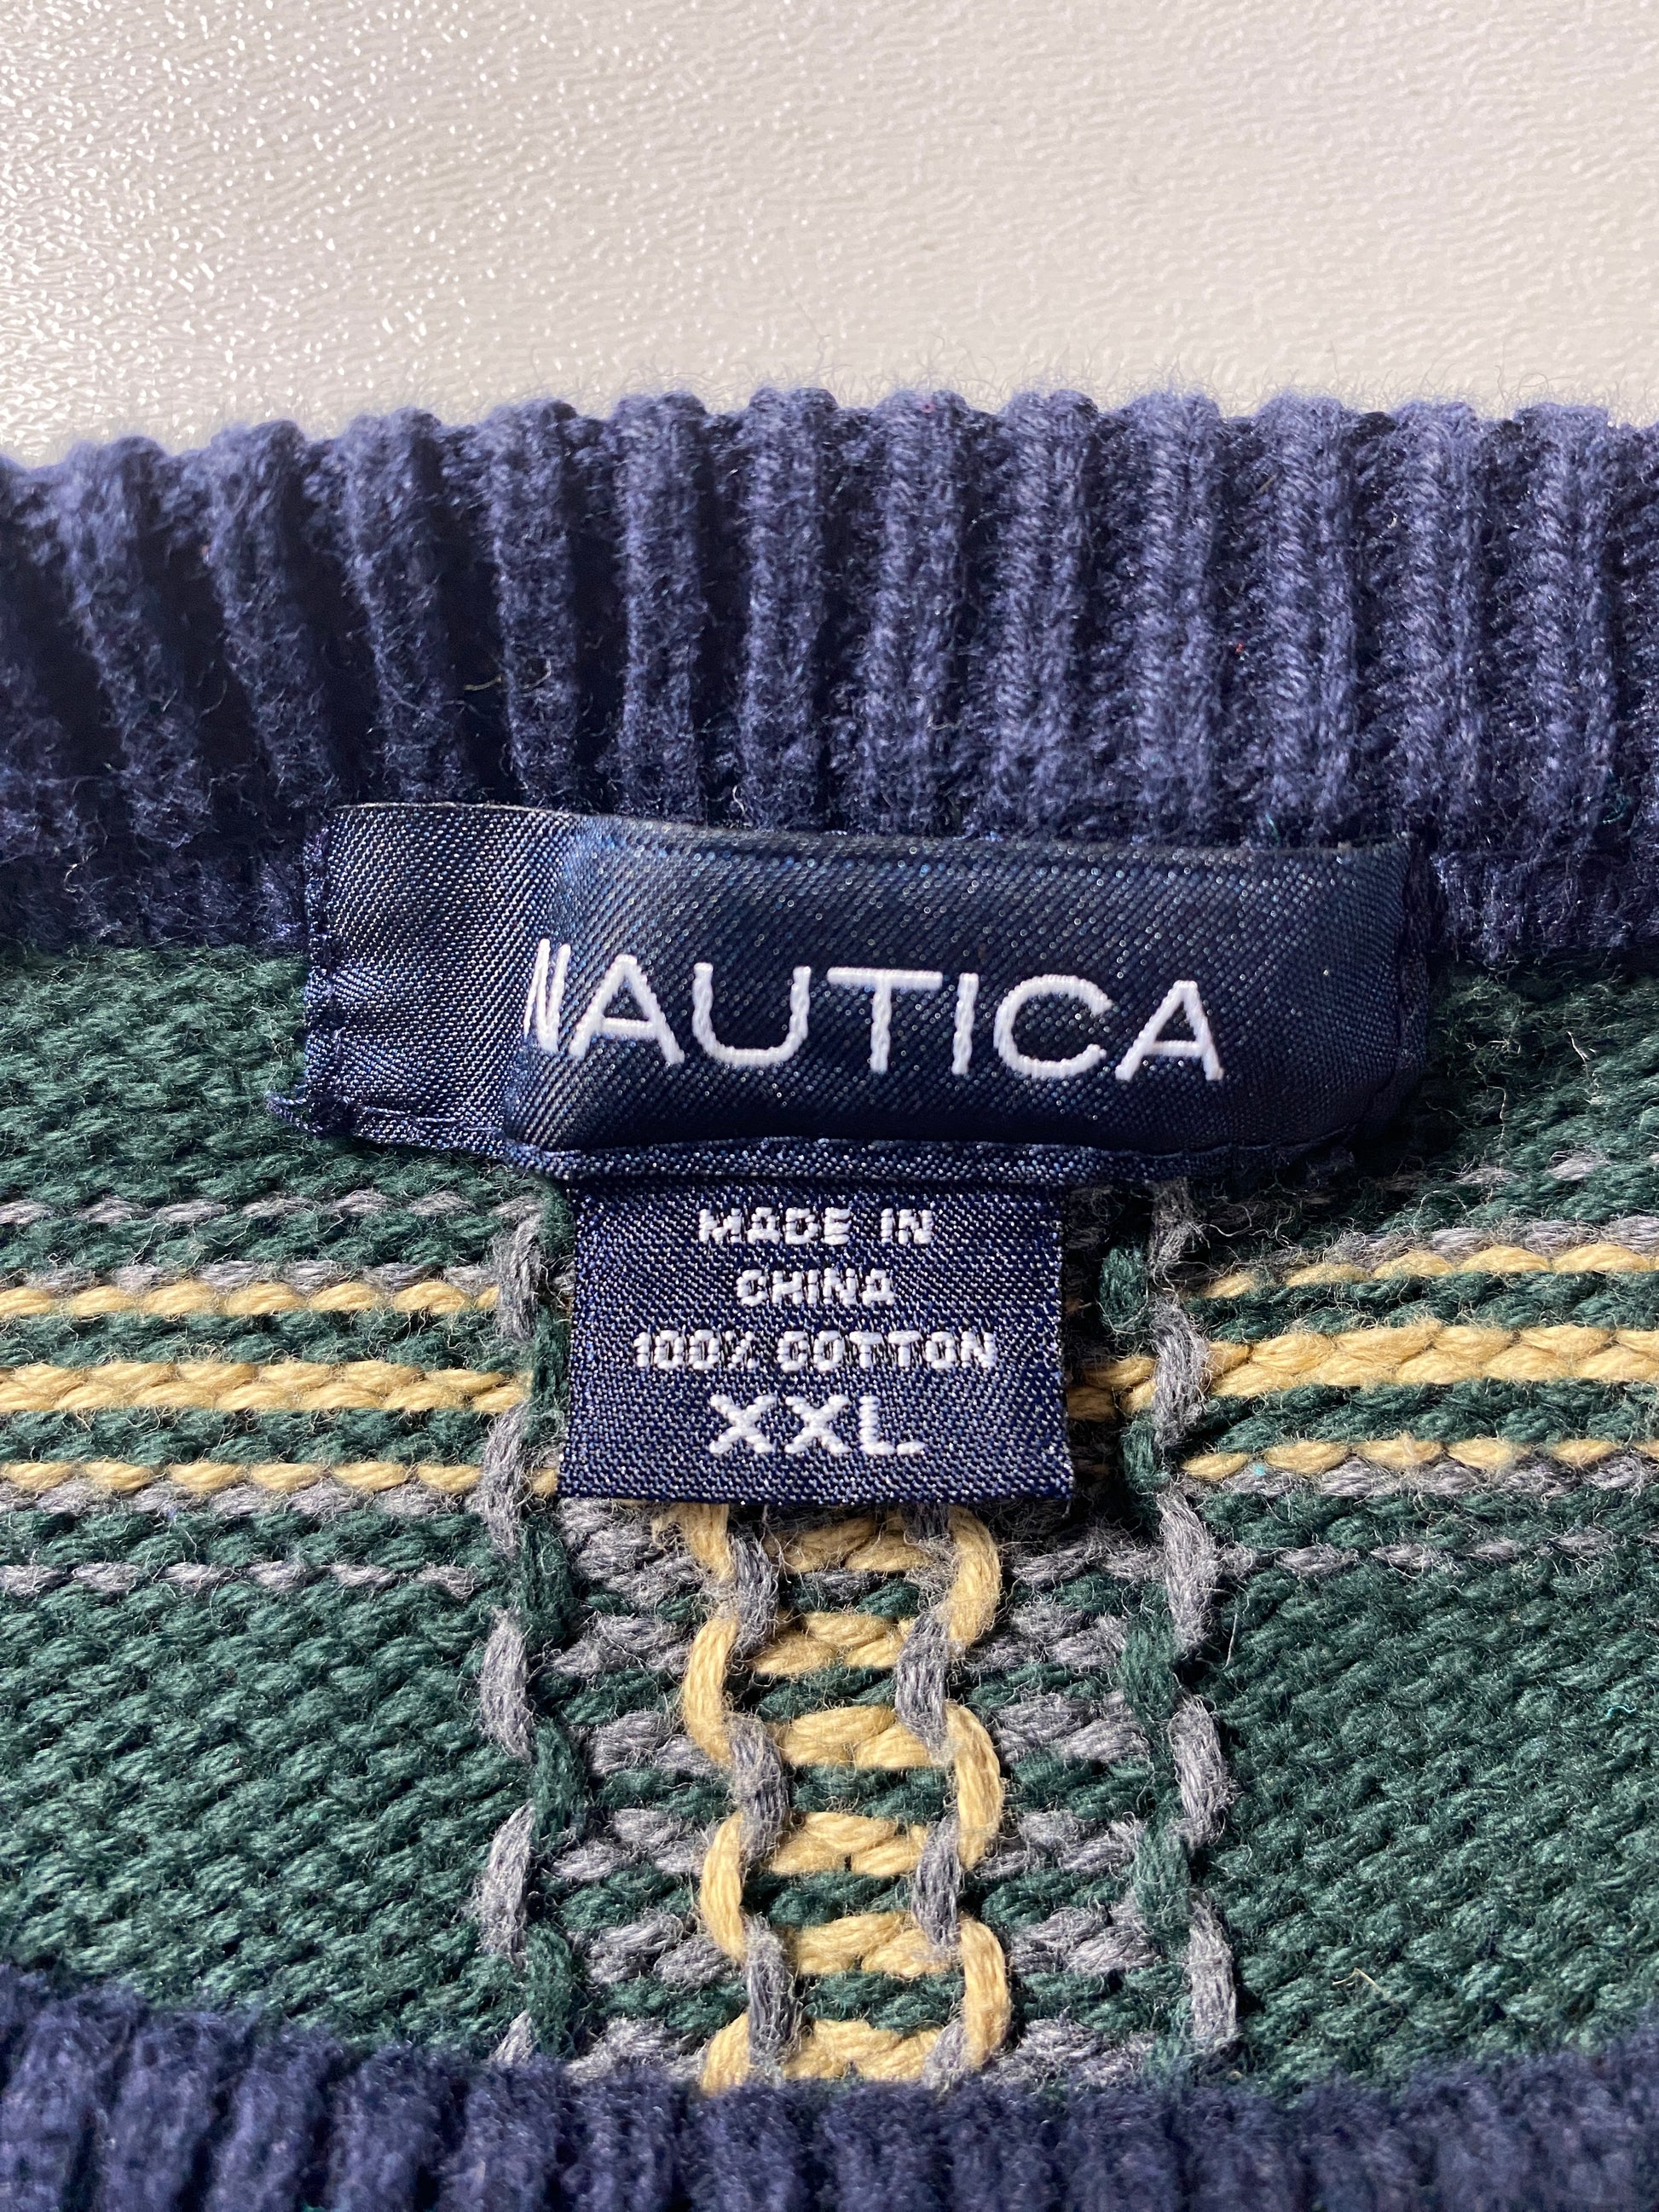 NAUTICA
MADE IN
CHINA
100% COTTON
XXL